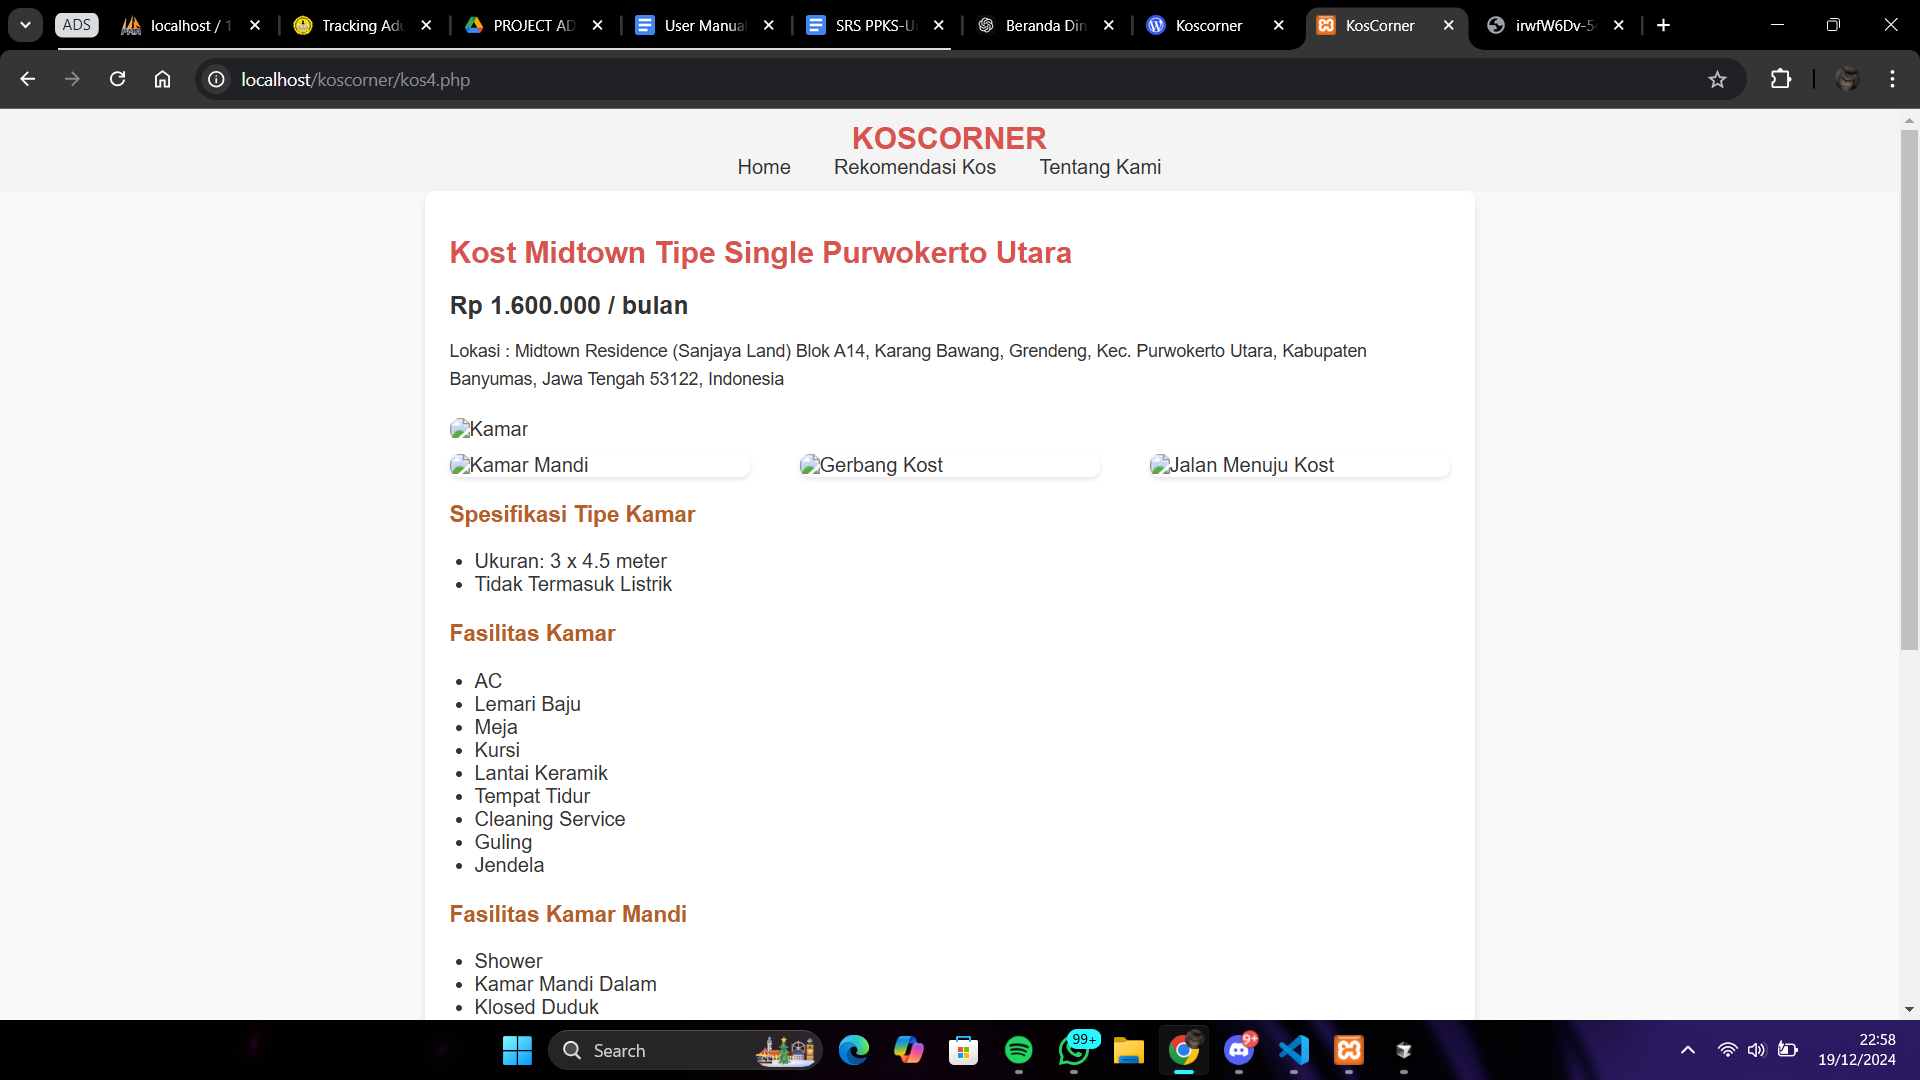 ADS
localhost / 1
Tracking Adu
PROJECT AD
User Manual
SRS PPKS-U
Beranda Din
Koscorner
KosCorner
irwfW6Dv-54
localhost/koscorner/kos4.php
KOSCORNER
Home Rekomendasi Kos Tentang Kami
Kost Midtown Tipe Single Purwokerto Utara
Rp 1.600.000 / bulan
Lokasi : Midtown Residence (Sanjaya Land) Blok A14, Karang Bawang, Grendeng, Kec. Purwokerto Utara, Kabupaten
Banyumas, Jawa Tengah 53122, Indonesia
Kamar
Kamar Mandi Gerbang Kost Jalan Menuju Kost
Spesifikasi Tipe Kamar
• Ukuran: 3 x 4.5 meter
• Tidak Termasuk Listrik
Fasilitas Kamar
• AC
• Lemari Baju
• Meja
• Kursi
• Lantai Keramik
• Tempat Tidur
• Cleaning Service
• Guling
• Jendela
Fasilitas Kamar Mandi
• Shower
• Kamar Mandi Dalam
• Klosed Duduk
Search
99+
9+
22:58
19/12/2024